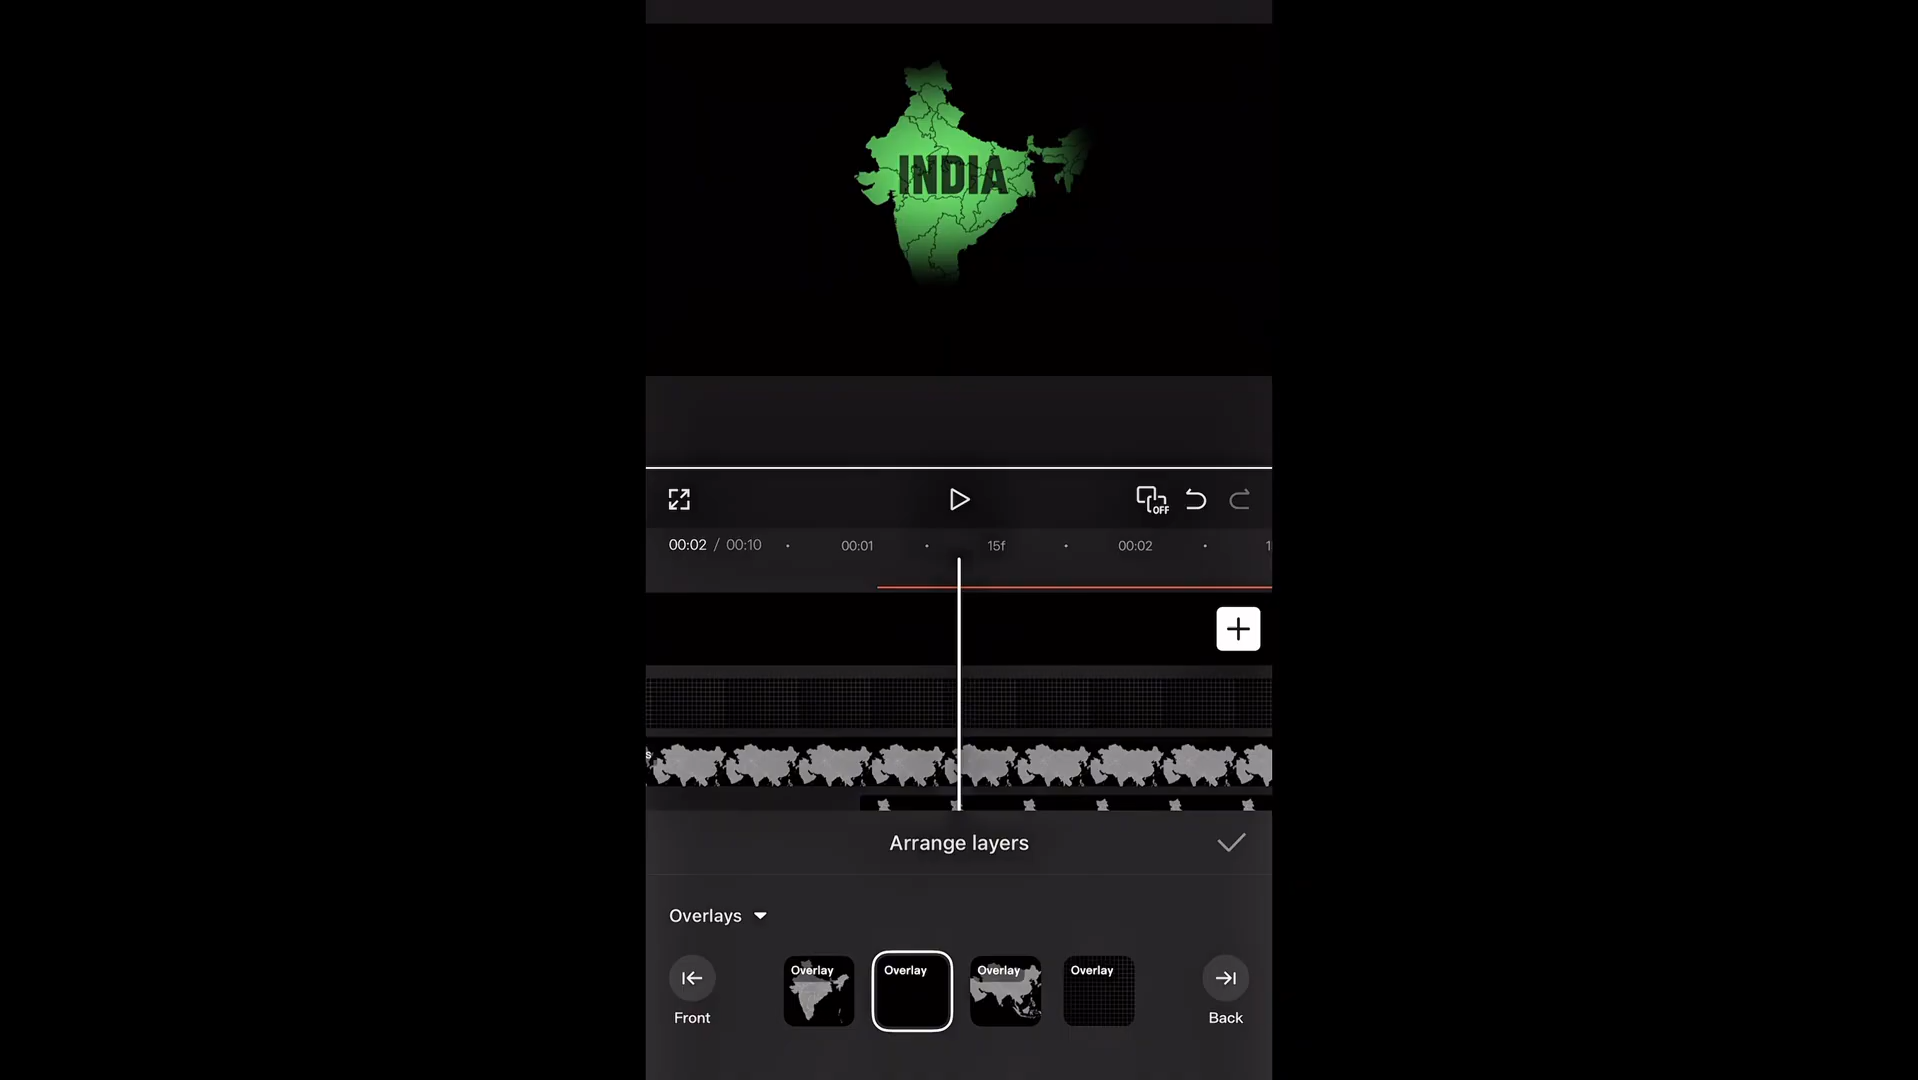 INDIA
OFF
00:02 / 00:10
00:01
15f
00:02
Arrange layers
Overlays
Overlay
Overlay
Overlay
Overlay
Front
Back